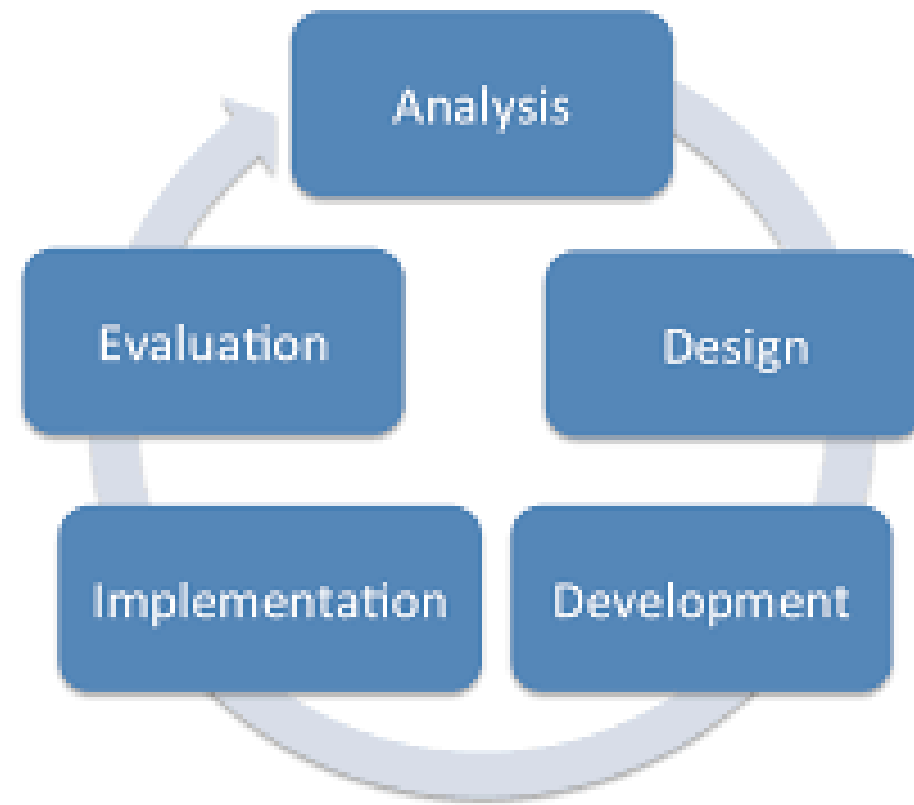 Analysis
Design
Development
Implementation
Evaluation